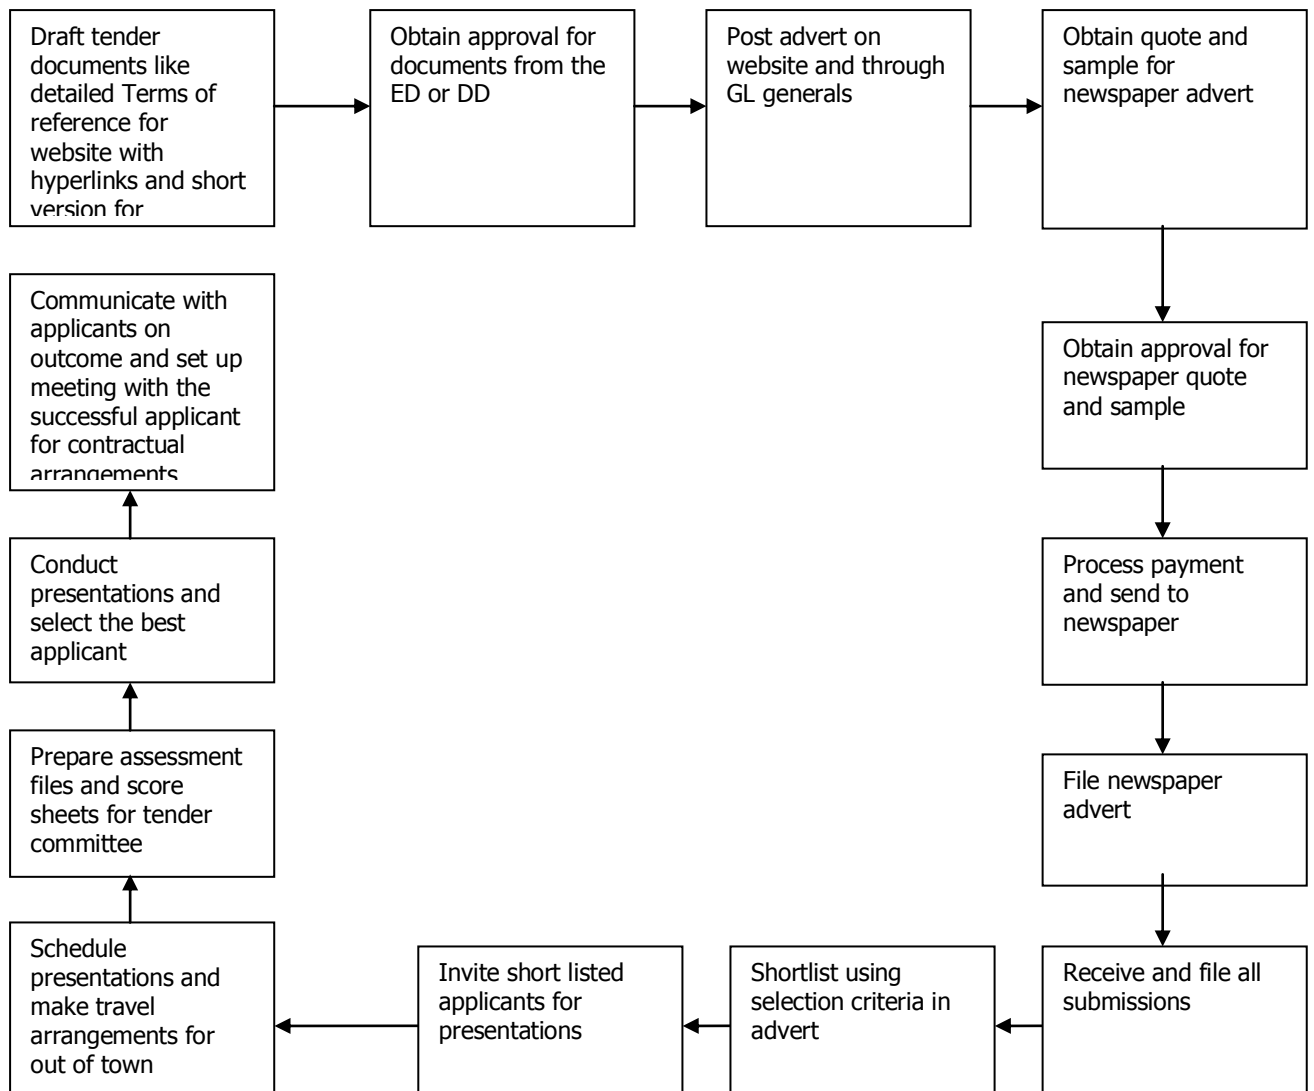 Draft tender
documents like
detailed Terms of
reference for
website with
hyperlinks and short
version for
Obtain approval for
documents from the
ED or DD
Post advert on
website and through
GL generals
Obtain quote and
sample for
newspaper advert
Obtain approval for
newspaper quote
and sample
Process payment
and send to
newspaper
File newspaper
advert
Receive and file all
submissions
Shortlist using
selection criteria in
advert
Invite short listed
applicants for
presentations
Schedule
presentations and
make travel
arrangements for
out of town
Prepare assessment
files and score
sheets for tender
committee
Conduct
presentations and
select the best
applicant
Communicate with
applicants on
outcome and set up
meeting with the
successful applicant
for contractual
arrangements